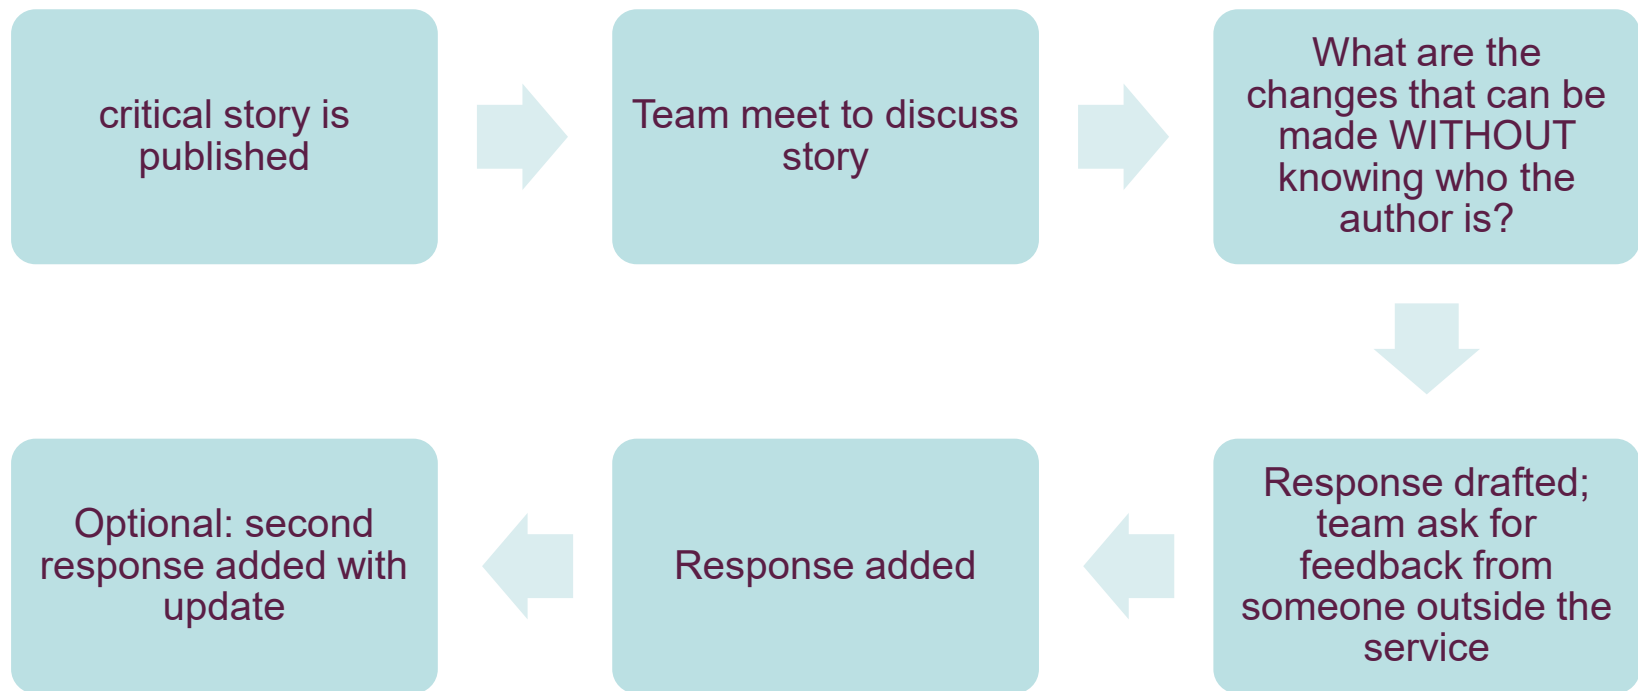 critical story is
published
Team meet to discuss
story
What are the
changes that can be
made WITHOUT
knowing who the
author is?
Response drafted;
team ask for
feedback from
someone outside the
service
Response added
Optional: second
response added with
update